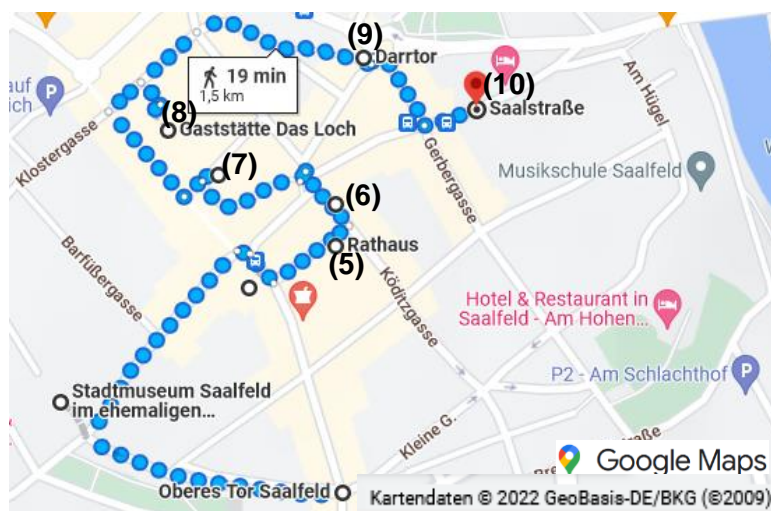 (9)
Darrtor
19 min
1,5 km
(10)
Saalstraße
Am Hügel
auf
ich
(8)
Gaststätte Das Loch
Klostergasse
(7)
Gerbergasse
Musikschule Saalfeld
(6)
Rathaus
(5)
Barfüßergasse
Köditzgasse
Hotel & Restaurant in
Saalfeld - Am Hohen...
P2 - Am Schlachthof
Stadtmuseum Saalfeld
im ehemaligen...
Kleine G.
Oberes Tor Saalfeld
Google Maps
Kartendaten © 2022 GeoBasis-DE/BKG (©2009)